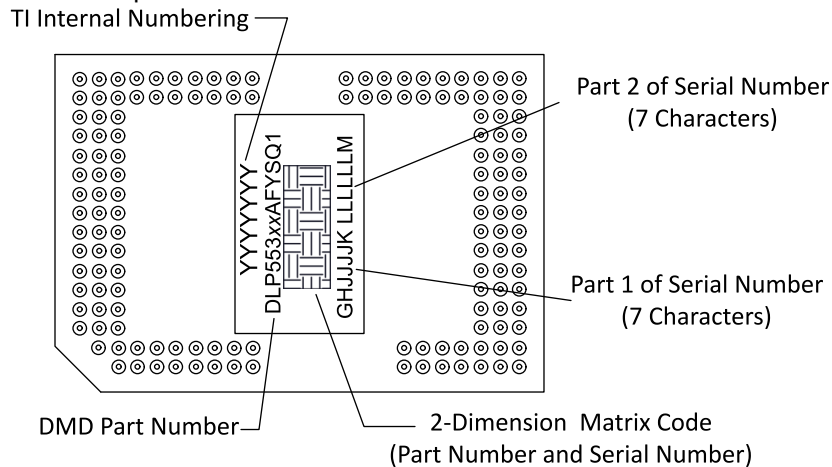 TI Internal Numbering
Part 2 of Serial Number
(7 Characters)
YYYYYYY
DLP553xxAFYSQ1
GHJJJJK LLLLLLM
Part 1 of Serial Number
(7 Characters)
DMD Part Number
2-Dimension Matrix Code
(Part Number and Serial Number)